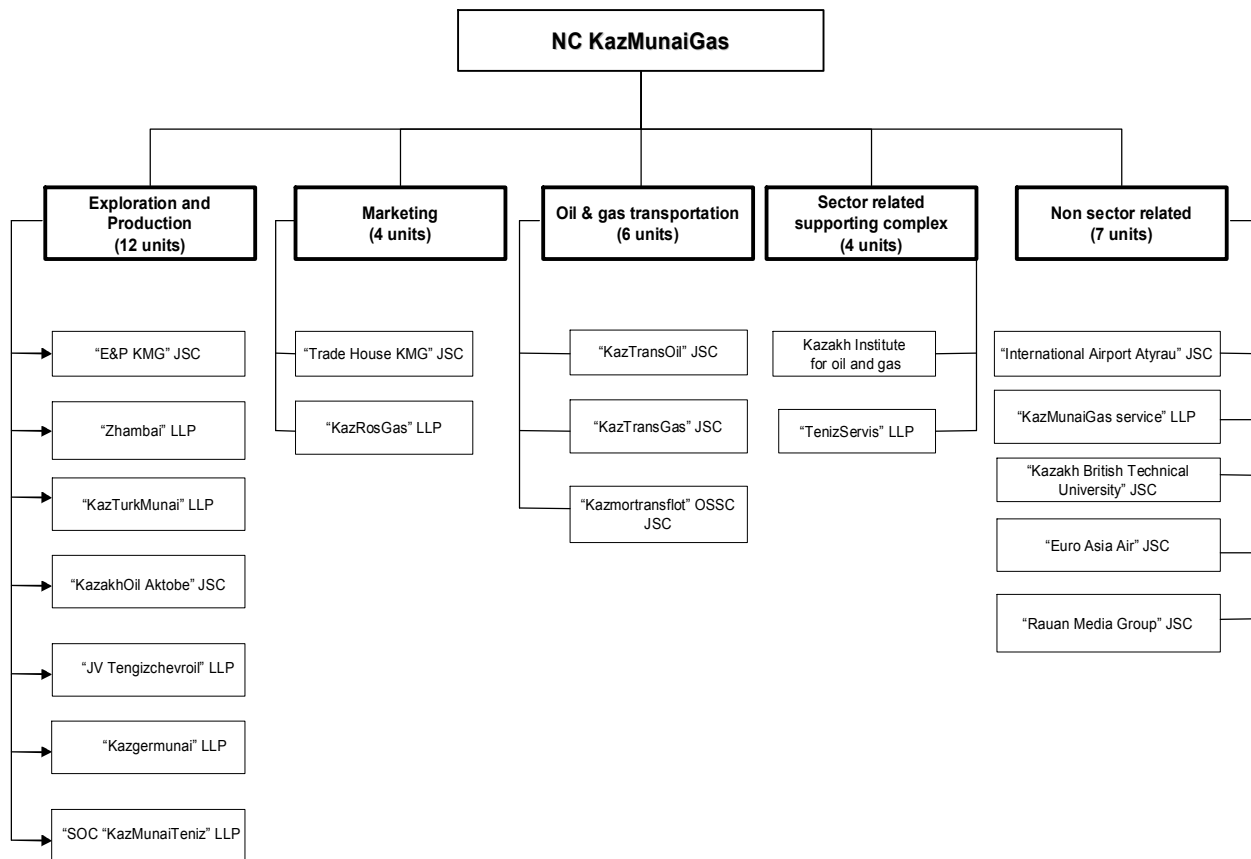 NC KazMunaiGas
Exploration and
Production
(12 units)
Marketing
(4 units)
Oil & gas transportation
(6 units)
Sector related
supporting complex
(4 units)
Non sector related
(7 units)
“E&P KMG” JSC
“Zhambai” LLP
“KazTurkMunai” LLP
“KazakhOil Aktobe” JSC
“JV Tengizchevroil” LLP
“Kazgermunai” LLP
“SOC “KazMunaiTeniz” LLP
“Trade House KMG” JSC
“KazRosGas” LLP
“KazTransOil” JSC
“KazTransGas” JSC
“Kazmortransflot” OSSC
JSC
Kazakh Institute
for oil and gas
“TenizServis” LLP
“International Airport Atyrau” JSC
“KazMunaiGas service” LLP
“Kazakh British Technical
University” JSC
“Euro Asia Air” JSC
“Rauan Media Group” JSC